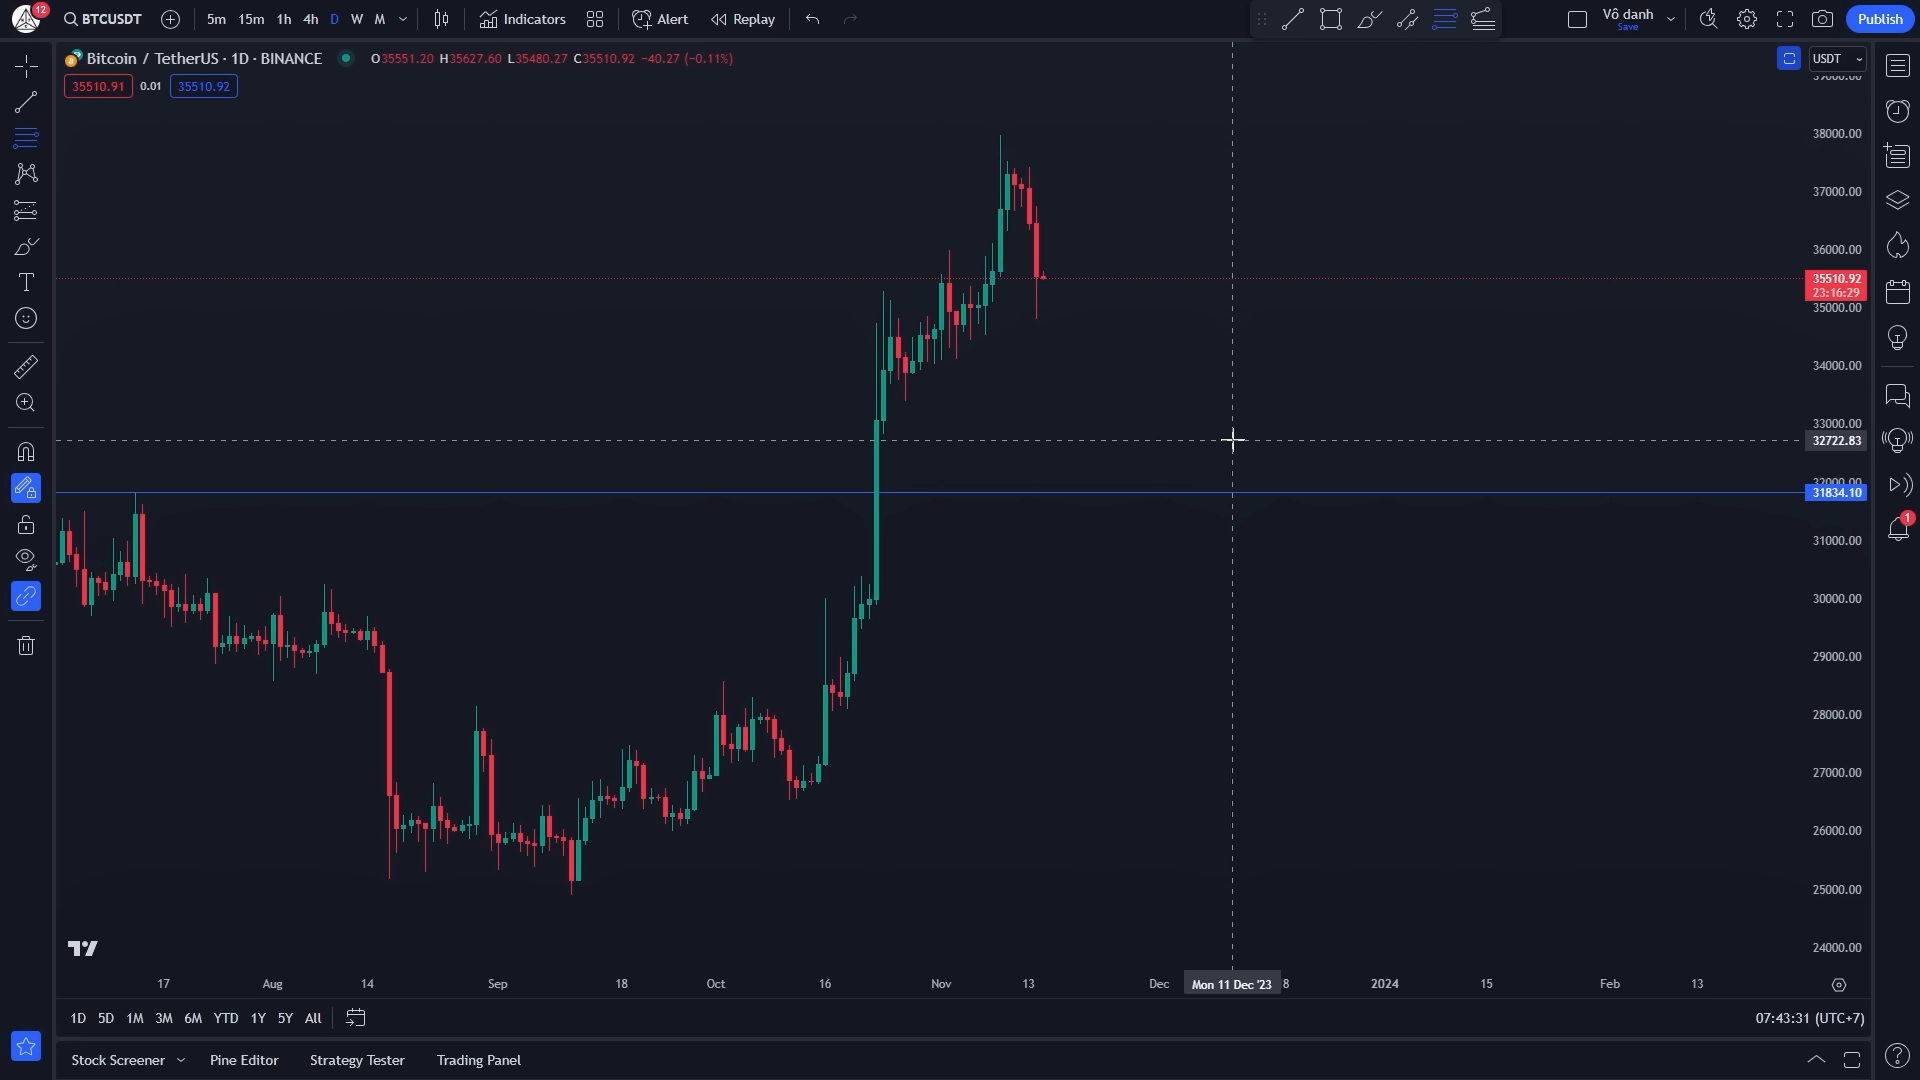 12
BTCUSDT
5m 15m 1h 4h D W M
Indicators
Alert
Replay
Vô danh
Save
Publish
Bitcoin / TetherUS · 1D · BINANCE
O35551.20 H35627.60 L35480.27 C35510.92 −40.27 (−0.11%)
USDT
35510.91 0.01 35510.92
39000.00
38000.00
37000.00
36000.00
35510.92
23:16:29
35000.00
34000.00
33000.00
32722.83
32000.00
31834.10
1
31000.00
30000.00
29000.00
28000.00
27000.00
26000.00
25000.00
24000.00
17 Aug 14 Sep 18 Oct 16 Nov 13 Dec Mon 11 Dec '23 8 2024 15 Feb 13
1D 5D 1M 3M 6M YTD 1Y 5Y All
07:43:31 (UTC+7)
Stock Screener Pine Editor Strategy Tester Trading Panel